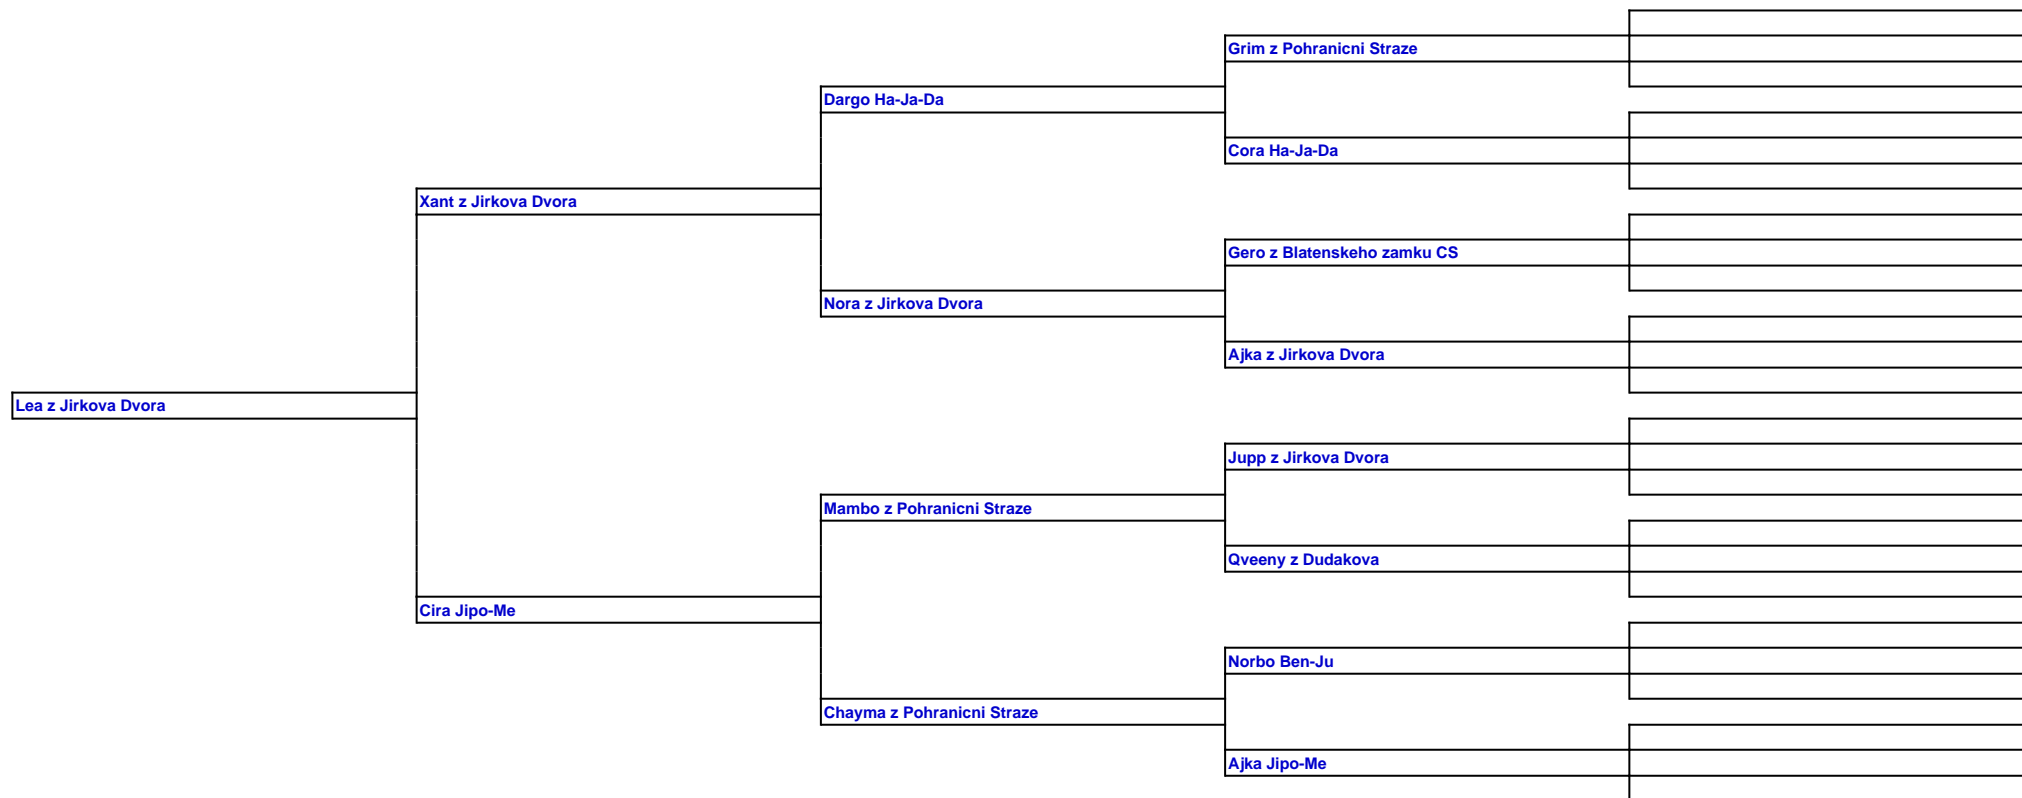 Grim z Pohranicni Straze
Dargo Ha-Ja-Da
Cora Ha-Ja-Da
Xant z Jirkova Dvora
Gero z Blatenskeho zamku CS
Nora z Jirkova Dvora
Ajka z Jirkova Dvora
Lea z Jirkova Dvora
Jupp z Jirkova Dvora
Mambo z Pohranicni Straze
Qveeny z Dudakova
Cira Jipo-Me
Norbo Ben-Ju
Chayma z Pohranicni Straze
Ajka Jipo-Me